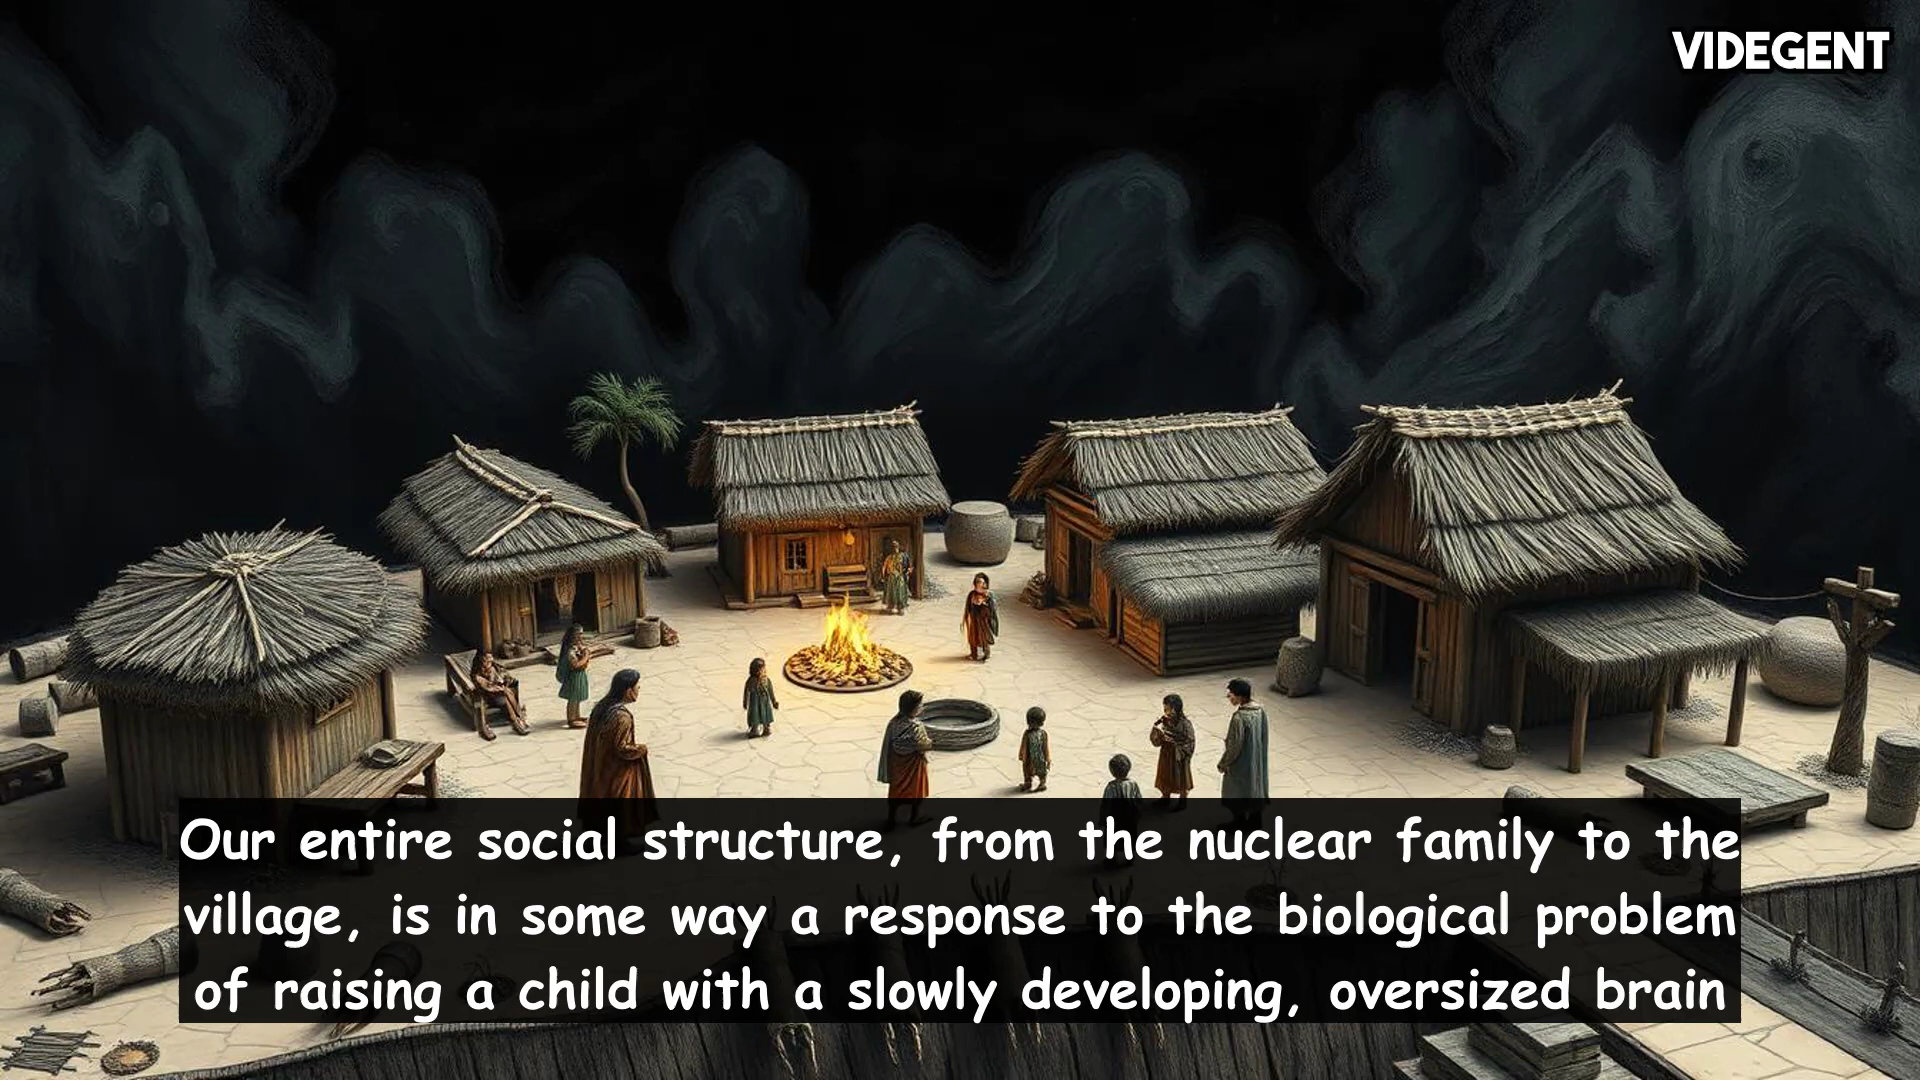 VIDEGENT
Our entire social structure, from the nuclear family to the
village, is in some way a response to the biological problem
of raising a child with a slowly developing, oversized brain